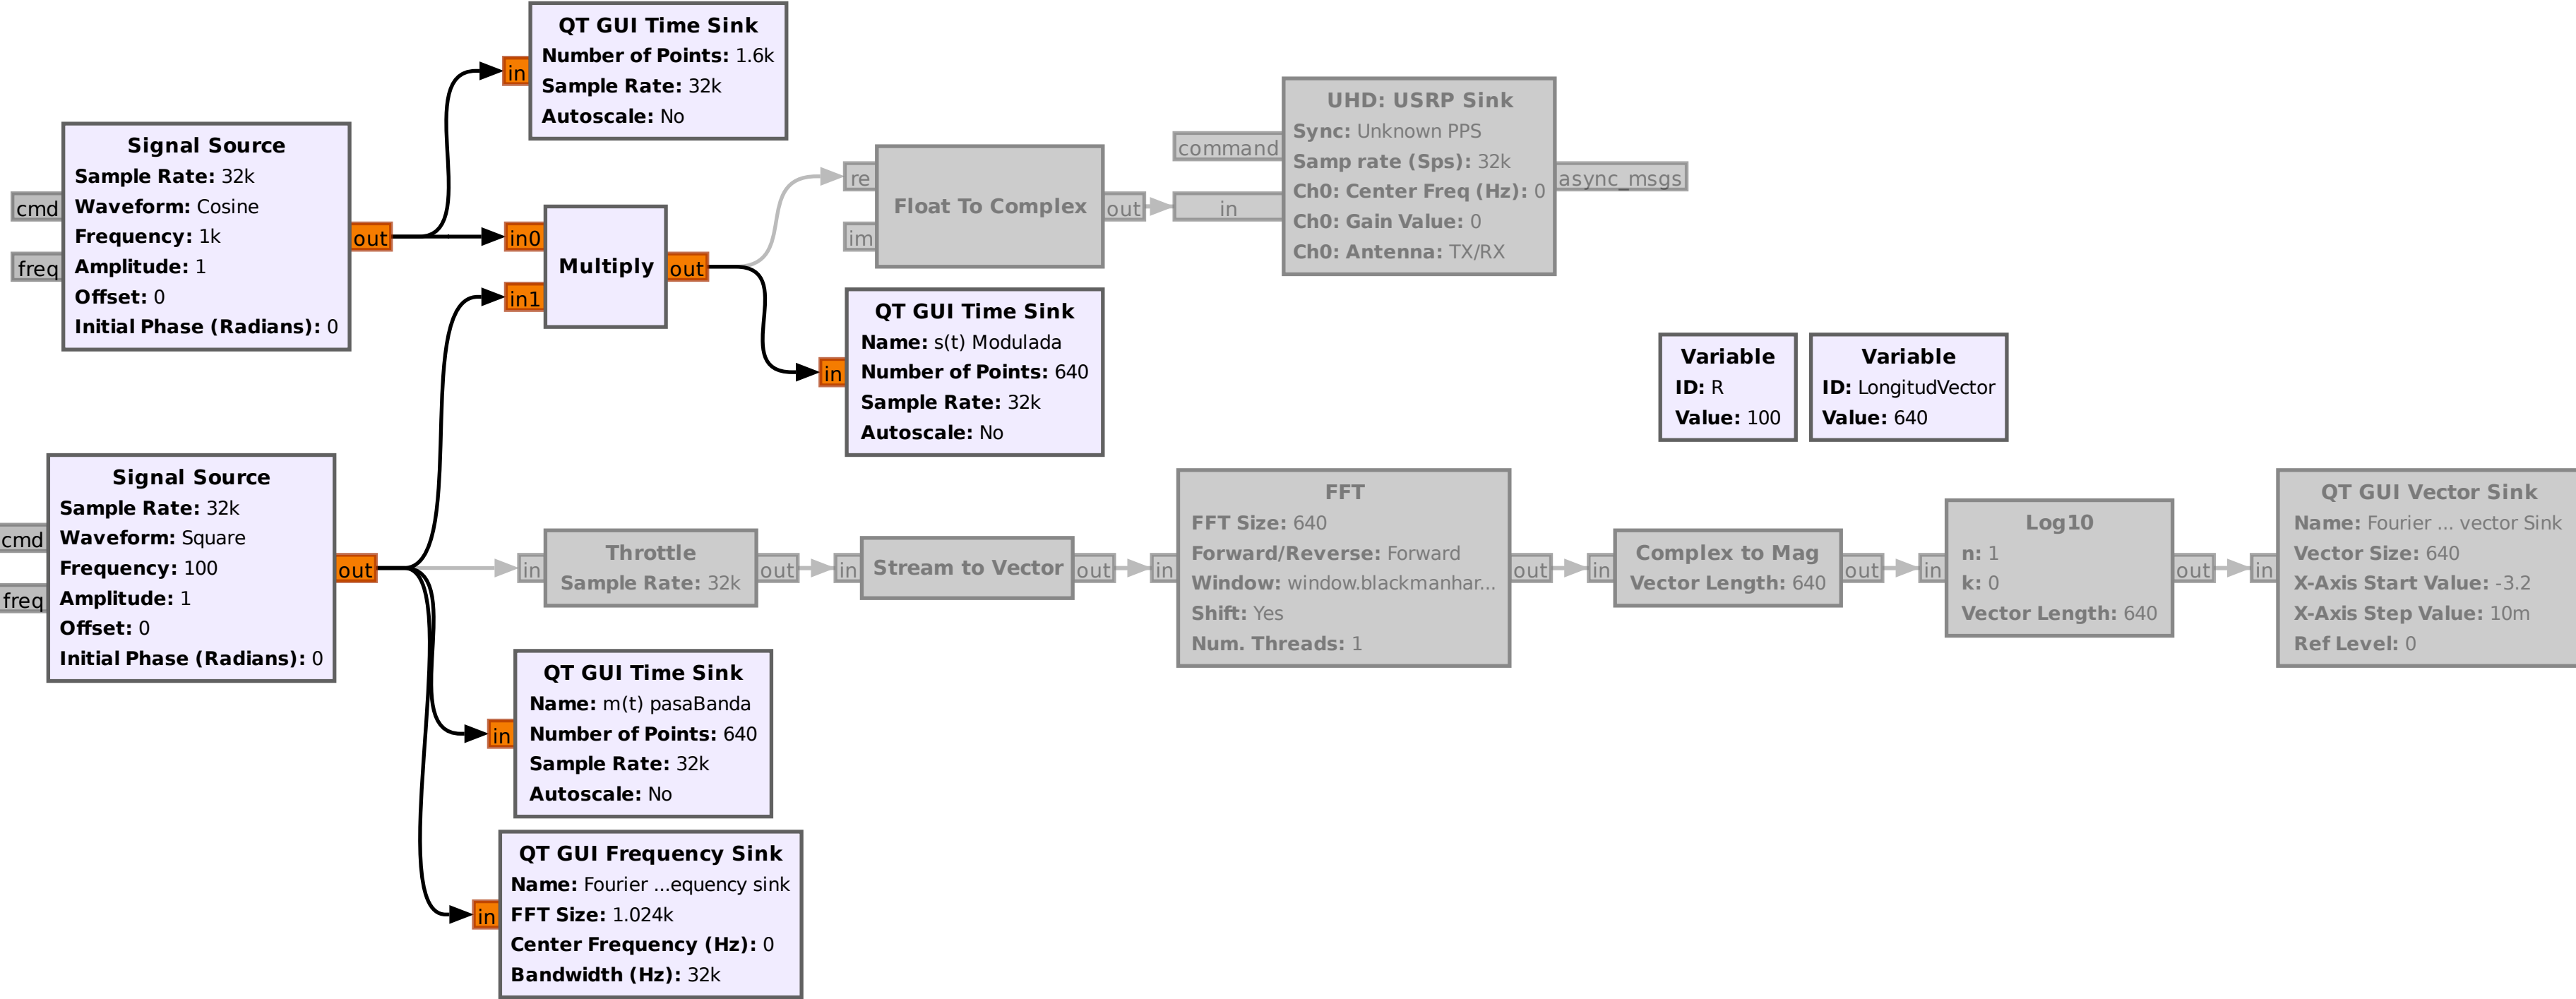 QT GUI Time Sink
Number of Points: 1.6k
Sample Rate: 32k
Autoscale: No
in
Signal Source
Sample Rate: 32k
Waveform: Cosine
Frequency: 1k
Amplitude: 1
Offset: 0
Initial Phase (Radians): 0
cmd
freq
out
in0
in1
Multiply
out
re
im
Float To Complex
out
command
in
UHD: USRP Sink
Sync: Unknown PPS
Samp rate (Sps): 32k
Ch0: Center Freq (Hz): 0
Ch0: Gain Value: 0
Ch0: Antenna: TX/RX
async_msgs
in
QT GUI Time Sink
Name: s(t) Modulada
Number of Points: 640
Sample Rate: 32k
Autoscale: No
Variable
ID: R
Value: 100
Variable
ID: LongitudVector
Value: 640
Signal Source
Sample Rate: 32k
Waveform: Square
Frequency: 100
Amplitude: 1
Offset: 0
Initial Phase (Radians): 0
cmd
freq
out
in
Throttle
Sample Rate: 32k
out
in
Stream to Vector
out
in
FFT
FFT Size: 640
Forward/Reverse: Forward
Window: window.blackmanhar...
Shift: Yes
Num. Threads: 1
out
in
Complex to Mag
Vector Length: 640
out
in
Log10
n: 1
k: 0
Vector Length: 640
out
in
QT GUI Vector Sink
Name: Fourier ... vector Sink
Vector Size: 640
X-Axis Start Value: -3.2
X-Axis Step Value: 10m
Ref Level: 0
in
QT GUI Time Sink
Name: m(t) pasaBanda
Number of Points: 640
Sample Rate: 32k
Autoscale: No
in
QT GUI Frequency Sink
Name: Fourier ...equency sink
FFT Size: 1.024k
Center Frequency (Hz): 0
Bandwidth (Hz): 32k